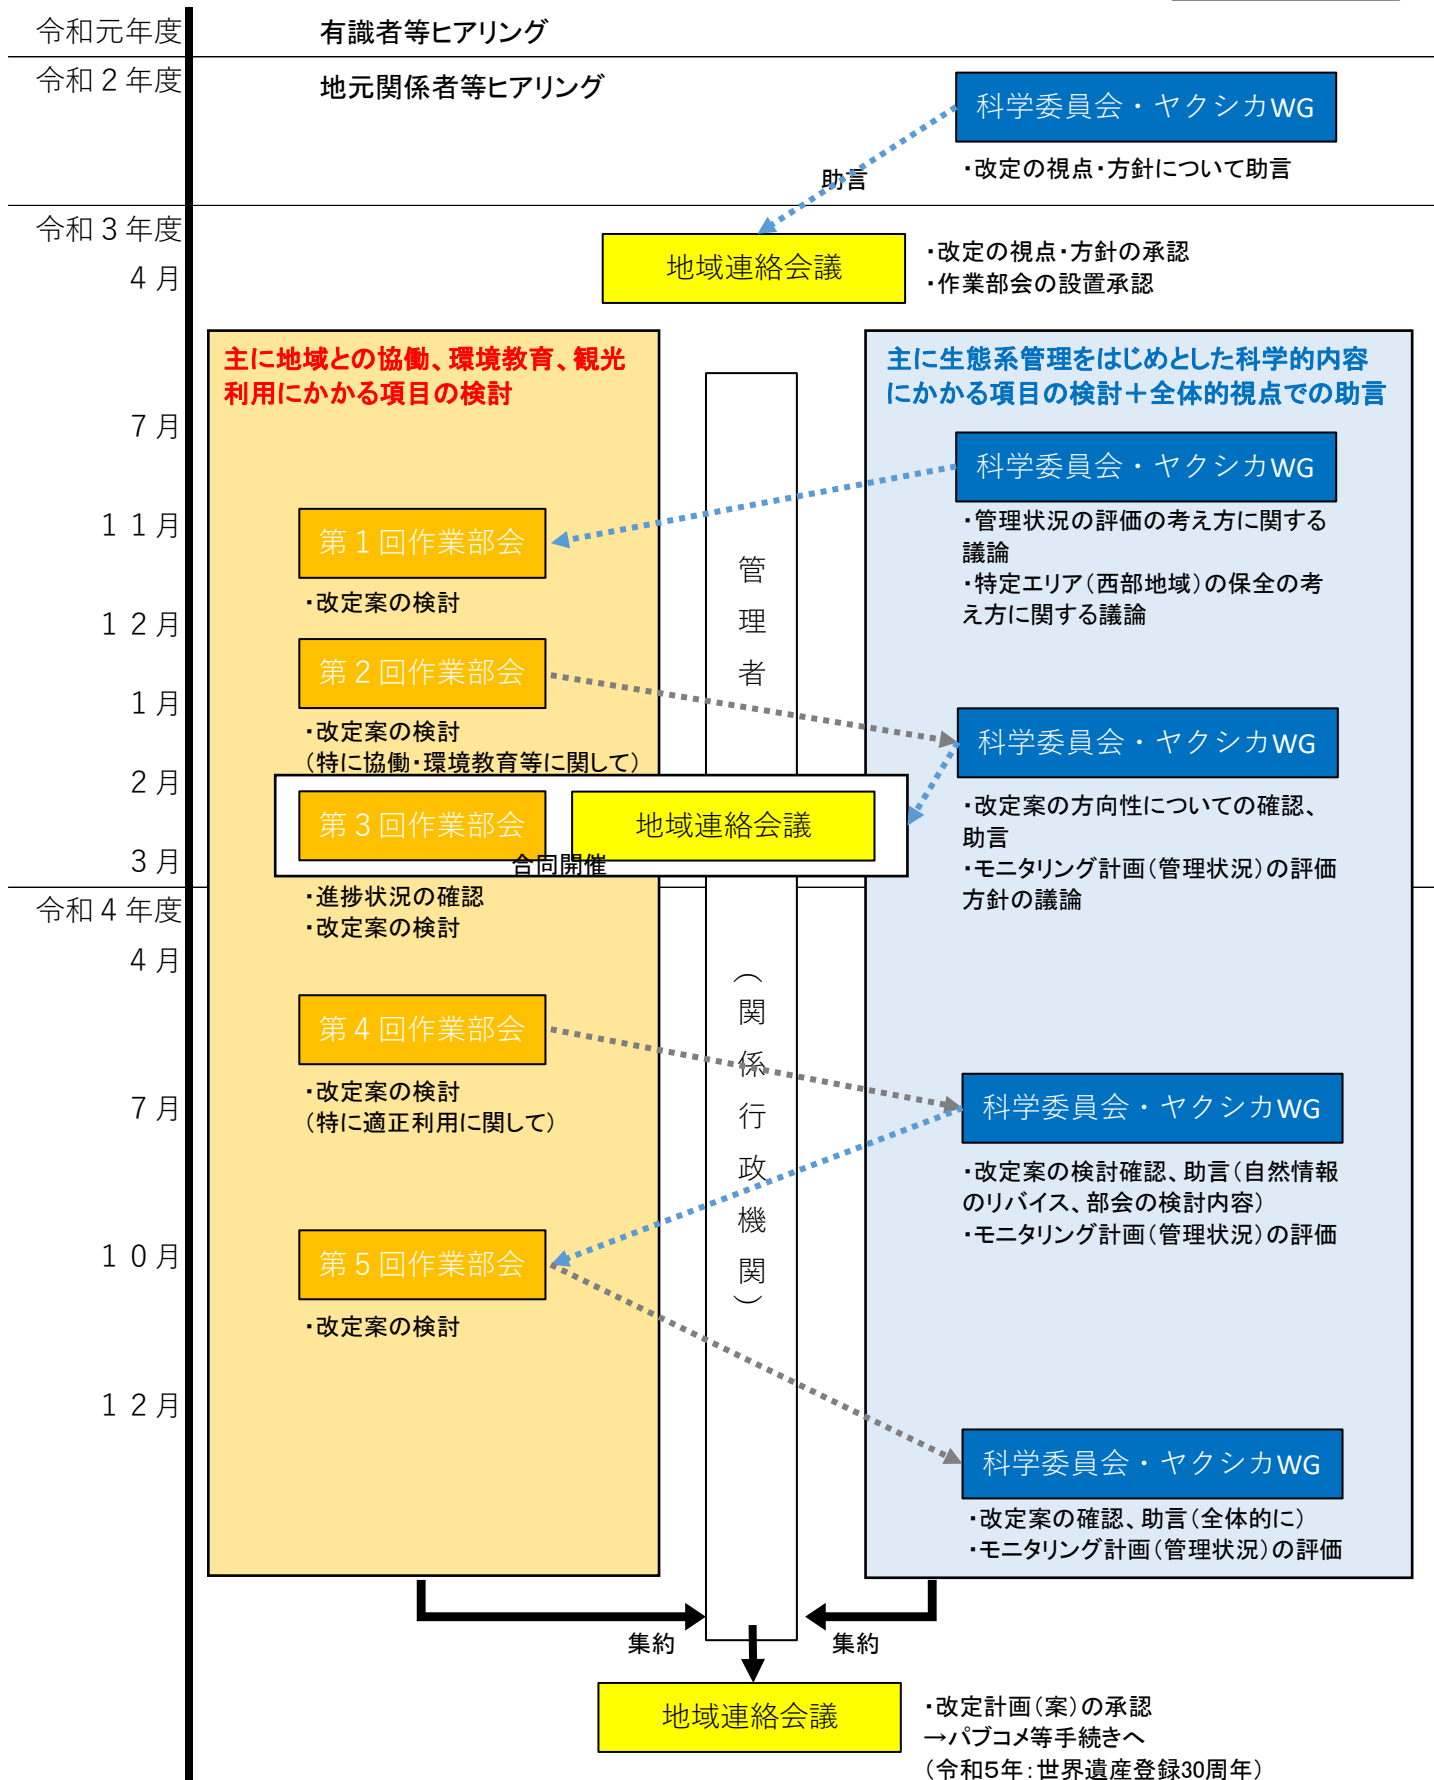 令和元年度
有識者等ヒアリング
令和２年度
地元関係者等ヒアリング
科学委員会・ヤクシカWG
・改定の視点・方針について助言
助言
令和３年度
４月
地域連絡会議
・改定の視点・方針の承認
・作業部会の設置承認
主に地域との協働、環境教育、観光
利用にかかる項目の検討
主に生態系管理をはじめとした科学的内容
にかかる項目の検討＋全体的視点での助言
管理者
（関係行政機関）
７月
科学委員会・ヤクシカWG
・管理状況の評価の考え方に関する
議論
・特定エリア（西部地域）の保全の考
え方に関する議論
１１月
第１回作業部会
・改定案の検討
１２月
第２回作業部会
・改定案の検討
（特に協働・環境教育等に関して）
１月
科学委員会・ヤクシカWG
・改定案の方向性についての確認、
助言
・モニタリング計画（管理状況）の評価
方針の議論
２月
第３回作業部会
地域連絡会議
合同開催
３月
・進捗状況の確認
・改定案の検討
令和４年度
４月
第４回作業部会
・改定案の検討
（特に適正利用に関して）
７月
科学委員会・ヤクシカWG
・改定案の検討確認、助言（自然情報
のリバイス、部会の検討内容）
・モニタリング計画（管理状況）の評価
１０月
第５回作業部会
・改定案の検討
１２月
科学委員会・ヤクシカWG
・改定案の確認、助言（全体的に）
・モニタリング計画（管理状況）の評価
集約
集約
地域連絡会議
・改定計画（案）の承認
→パブコメ等手続きへ
（令和５年：世界遺産登録30周年）